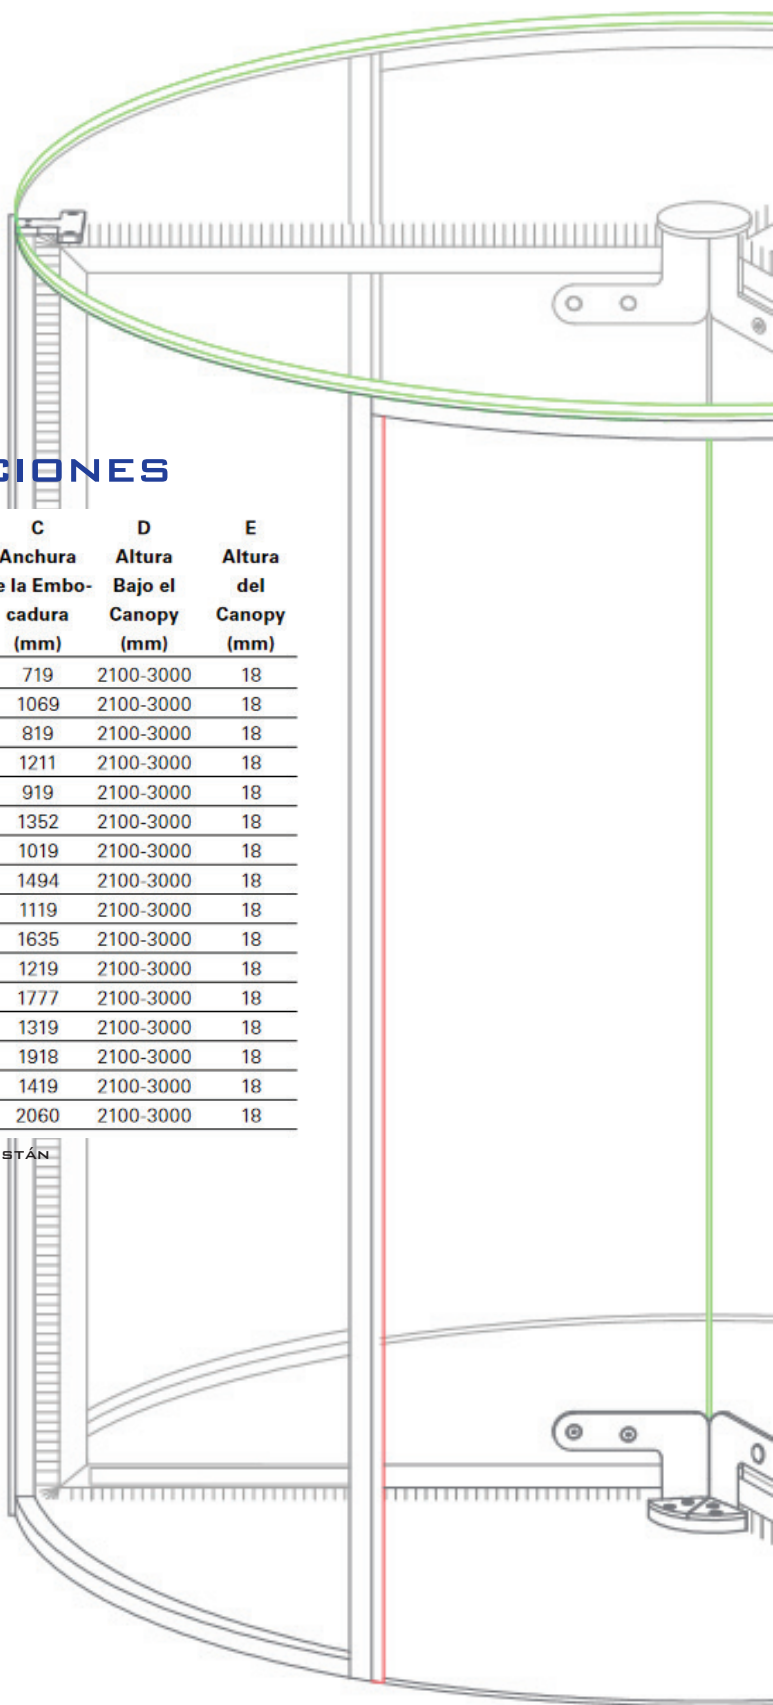 CIONES
C D E
Anchura Altura Altura
e la Embo- Bajo el del
cadura Canopy Canopy
(mm) (mm) (mm)
719 2100-3000 18
1069 2100-3000 18
819 2100-3000 18
1211 2100-3000 18
919 2100-3000 18
1352 2100-3000 18
1019 2100-3000 18
1494 2100-3000 18
1119 2100-3000 18
1635 2100-3000 18
1219 2100-3000 18
1777 2100-3000 18
1319 2100-3000 18
1918 2100-3000 18
1419 2100-3000 18
2060 2100-3000 18
STÁN